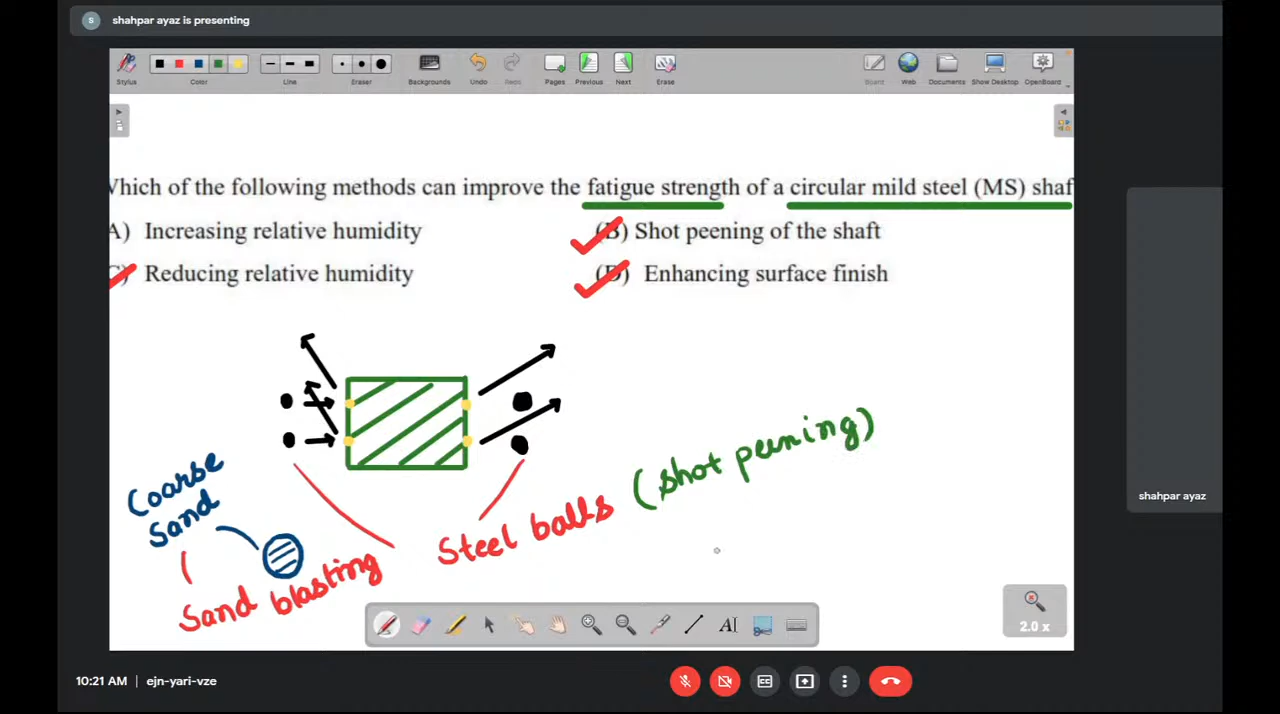 S shahpar ayaz is presenting
Stylus Color Line Eraser Backgrounds Undo Redo Pages Previous Next Erase Board Web Documents Show Desktop OpenBoard
Which of the following methods can improve the fatigue strength of a circular mild steel (MS) shaf
A) Increasing relative humidity (B) Shot peening of the shaft
C) Reducing relative humidity (D) Enhancing surface finish
Coarse
Sand
Sand blasting
Steel balls
(shot peening)
shahpar ayaz
AI
2.0 x
10:21 AM | ejn-yari-vze